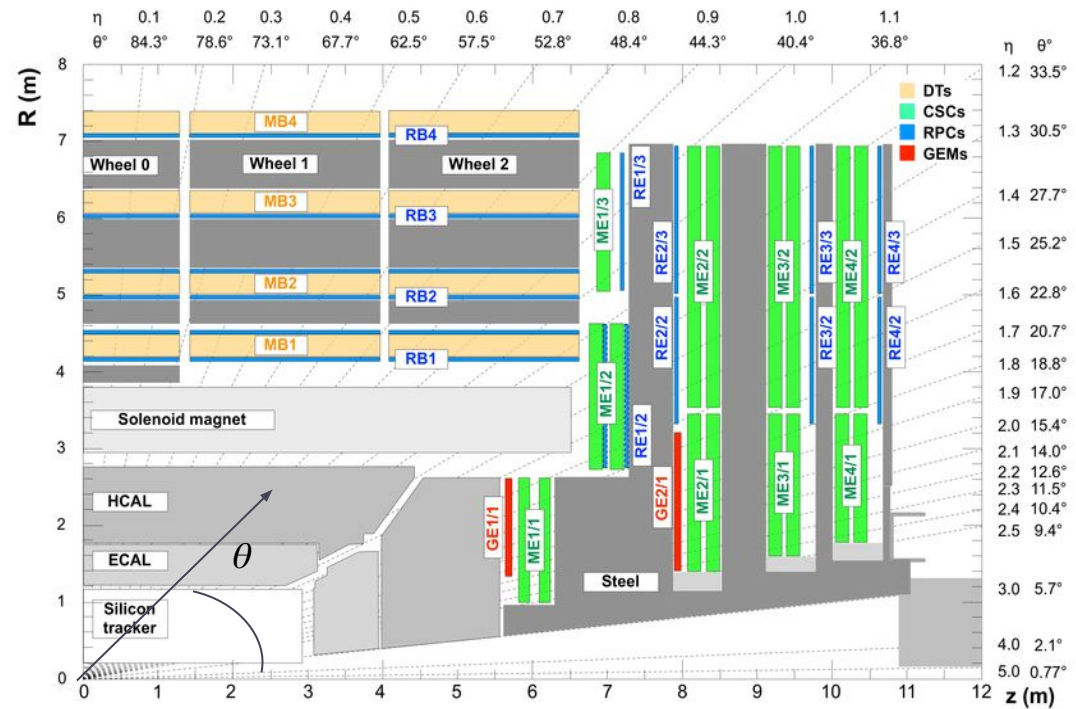 η 0.1 0.2 0.3 0.4 0.5 0.6 0.7 0.8 0.9 1.0 1.1
θ° 84.3° 78.6° 73.1° 67.7° 62.5° 57.5° 52.8° 48.4° 44.3° 40.4° 36.8° η θ°
R (m)
8
7
6
5
4
3
2
1
0
1.2 33.5°
1.3 30.5°
1.4 27.7°
1.5 25.2°
1.6 22.8°
1.7 20.7°
1.8 18.8°
1.9 17.0°
2.0 15.4°
2.1 14.0°
2.2 12.6°
2.3 11.5°
2.4 10.4°
2.5 9.4°
3.0 5.7°
4.0 2.1°
5.0 0.77°
DTs
CSCs
RPCs
GEMs
MB4
RB4
Wheel 0
Wheel 1
Wheel 2
MB3
RB3
MB2
RB2
MB1
RB1
Solenoid magnet
HCAL
ECAL
Silicon
tracker
θ
Steel
GE1/1
ME1/1
ME1/2
ME1/3
RE1/3
RE1/2
RE2/3
RE2/2
GE2/1
ME2/2
ME2/1
ME3/2
ME3/1
RE3/3
RE3/2
ME4/2
ME4/1
RE4/3
RE4/2
0 1 2 3 4 5 6 7 8 9 10 11 12
z (m)